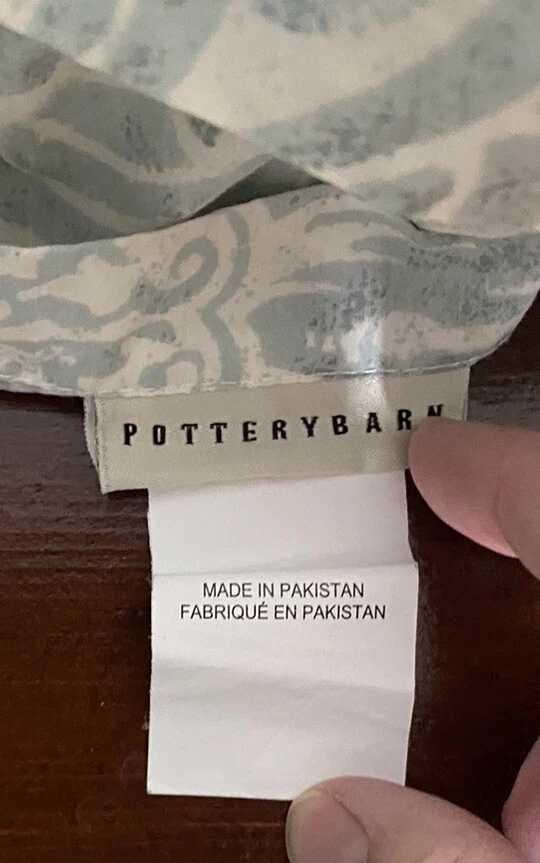 POTTERYBARN
MADE IN PAKISTAN
FABRIQUÉ EN PAKISTAN